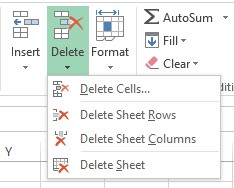 AutoSum
Insert Delete Format
Fill
Clear
Delete Cells...
Delete Sheet Rows
Delete Sheet Columns
Delete Sheet
Y